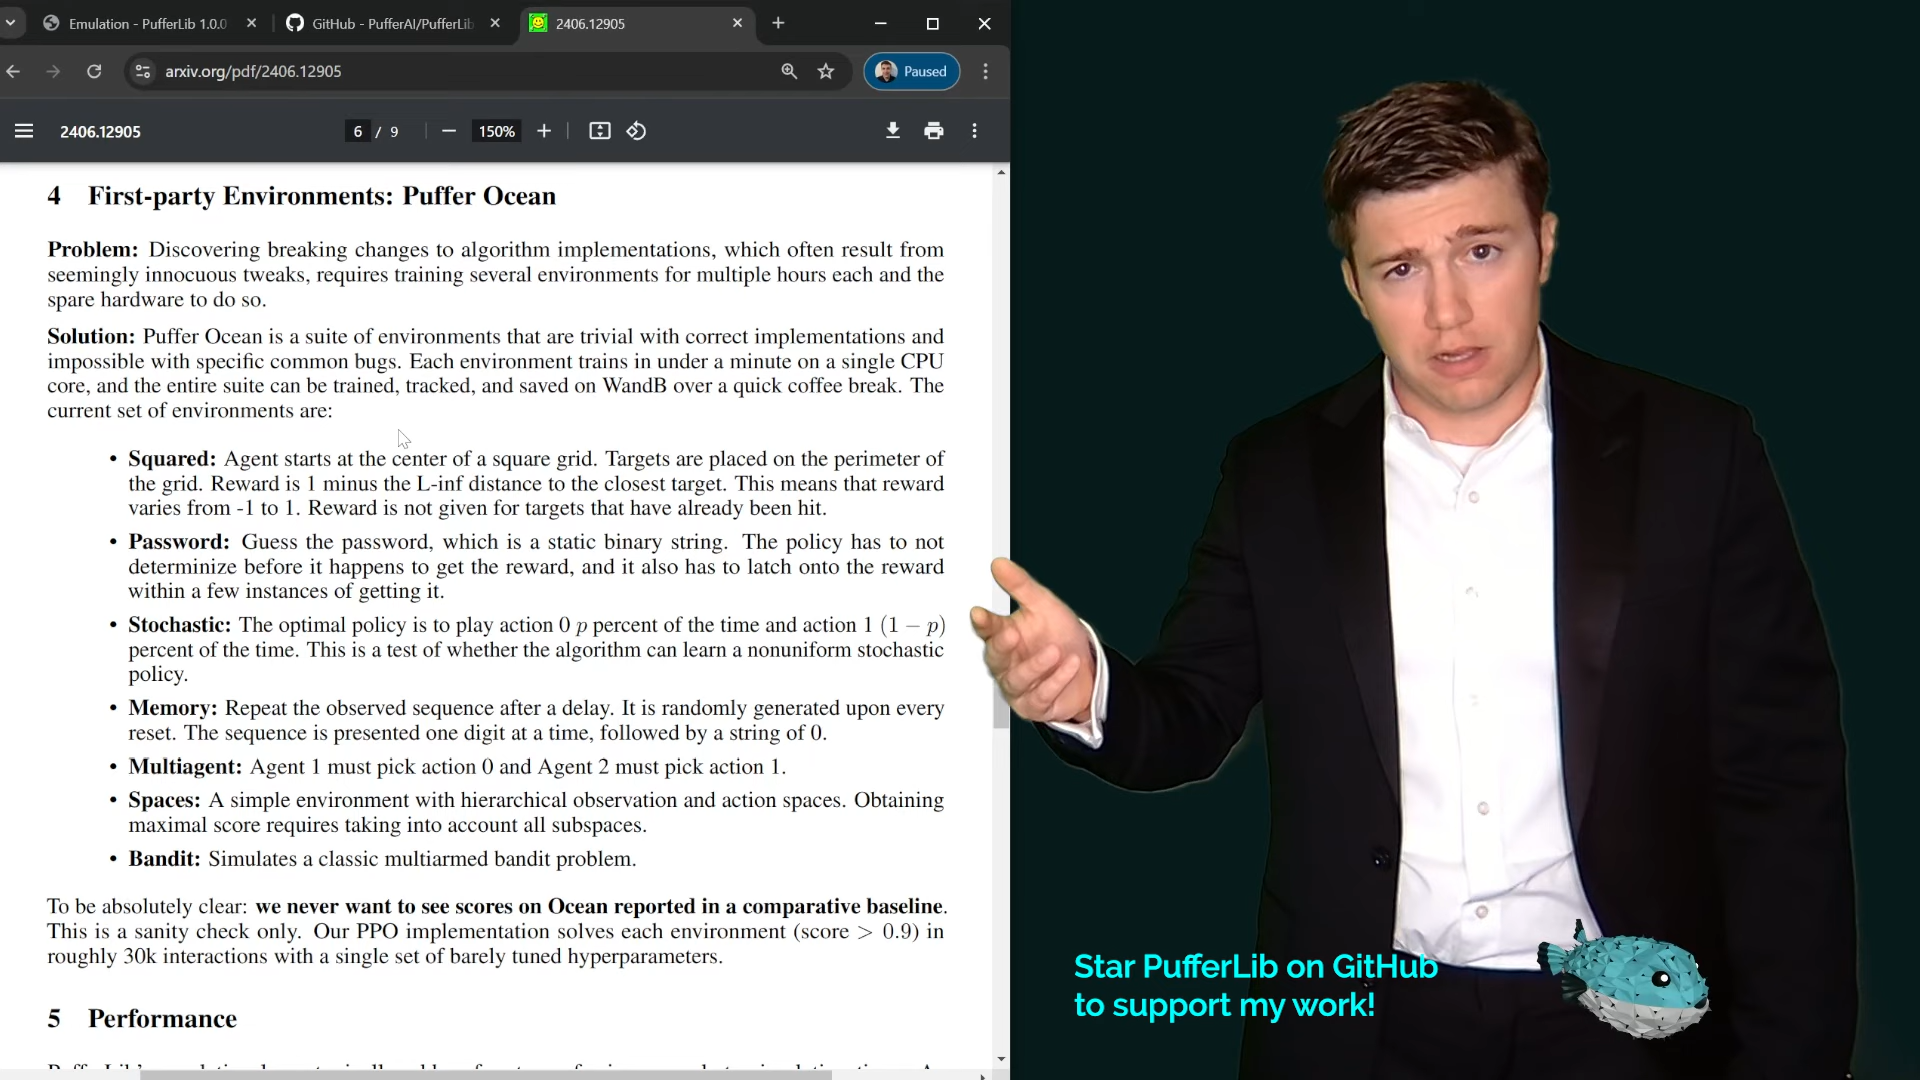 Emulation - PufferLib 1.0.0
GitHub - PufferAI/PufferLib
2406.12905
arxiv.org/pdf/2406.12905
Paused
2406.12905
6 / 9
150%
4 First-party Environments: Puffer Ocean
Problem: Discovering breaking changes to algorithm implementations, which often result from
seemingly innocuous tweaks, requires training several environments for multiple hours each and the
spare hardware to do so.
Solution: Puffer Ocean is a suite of environments that are trivial with correct implementations and
impossible with specific common bugs. Each environment trains in under a minute on a single CPU
core, and the entire suite can be trained, tracked, and saved on WandB over a quick coffee break. The
current set of environments are:
• Squared: Agent starts at the center of a square grid. Targets are placed on the perimeter of
the grid. Reward is 1 minus the L-inf distance to the closest target. This means that reward
varies from -1 to 1. Reward is not given for targets that have already been hit.
• Password: Guess the password, which is a static binary string. The policy has to not
determinize before it happens to get the reward, and it also has to latch onto the reward
within a few instances of getting it.
• Stochastic: The optimal policy is to play action 0 p percent of the time and action 1 (1 − p)
percent of the time. This is a test of whether the algorithm can learn a nonuniform stochastic
policy.
• Memory: Repeat the observed sequence after a delay. It is randomly generated upon every
reset. The sequence is presented one digit at a time, followed by a string of 0.
• Multiagent: Agent 1 must pick action 0 and Agent 2 must pick action 1.
• Spaces: A simple environment with hierarchical observation and action spaces. Obtaining
maximal score requires taking into account all subspaces.
• Bandit: Simulates a classic multiarmed bandit problem.
To be absolutely clear: we never want to see scores on Ocean reported in a comparative baseline.
This is a sanity check only. Our PPO implementation solves each environment (score > 0.9) in
roughly 30k interactions with a single set of barely tuned hyperparameters.
5 Performance
Star PufferLib on GitHub
to support my work!